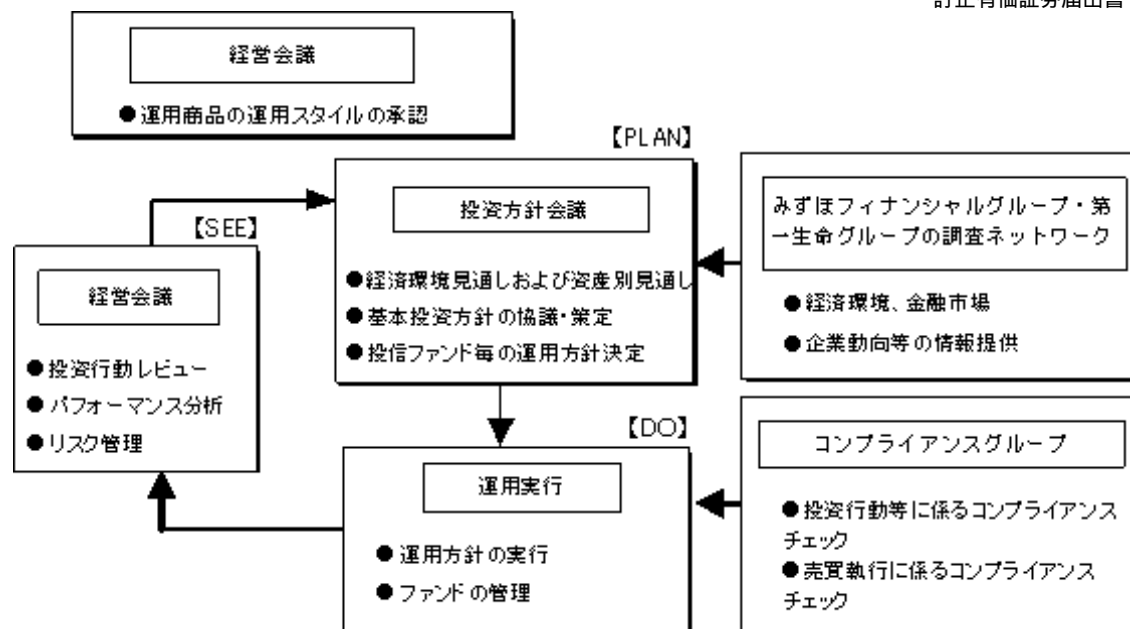 訂正有価証券届出書
経営会議
●運用商品の運用スタイルの承認
【PLAN】
投資方針会議
●経済環境見通しおよび資産別見通し
●基本投資方針の協議・策定
●投信ファンド毎の運用方針決定
みずほフィナンシャルグループ・第
一生命グループの調査ネットワーク
●経済環境、金融市場
●企業動向等の情報提供
【SEE】
経営会議
●投資行動レビュー
●パフォーマンス分析
●リスク管理
【DO】
運用実行
●運用方針の実行
●ファンドの管理
コンプライアンスグループ
●投資行動等に係るコンプライアンス
チェック
●売買執行に係るコンプライアンス
チェック